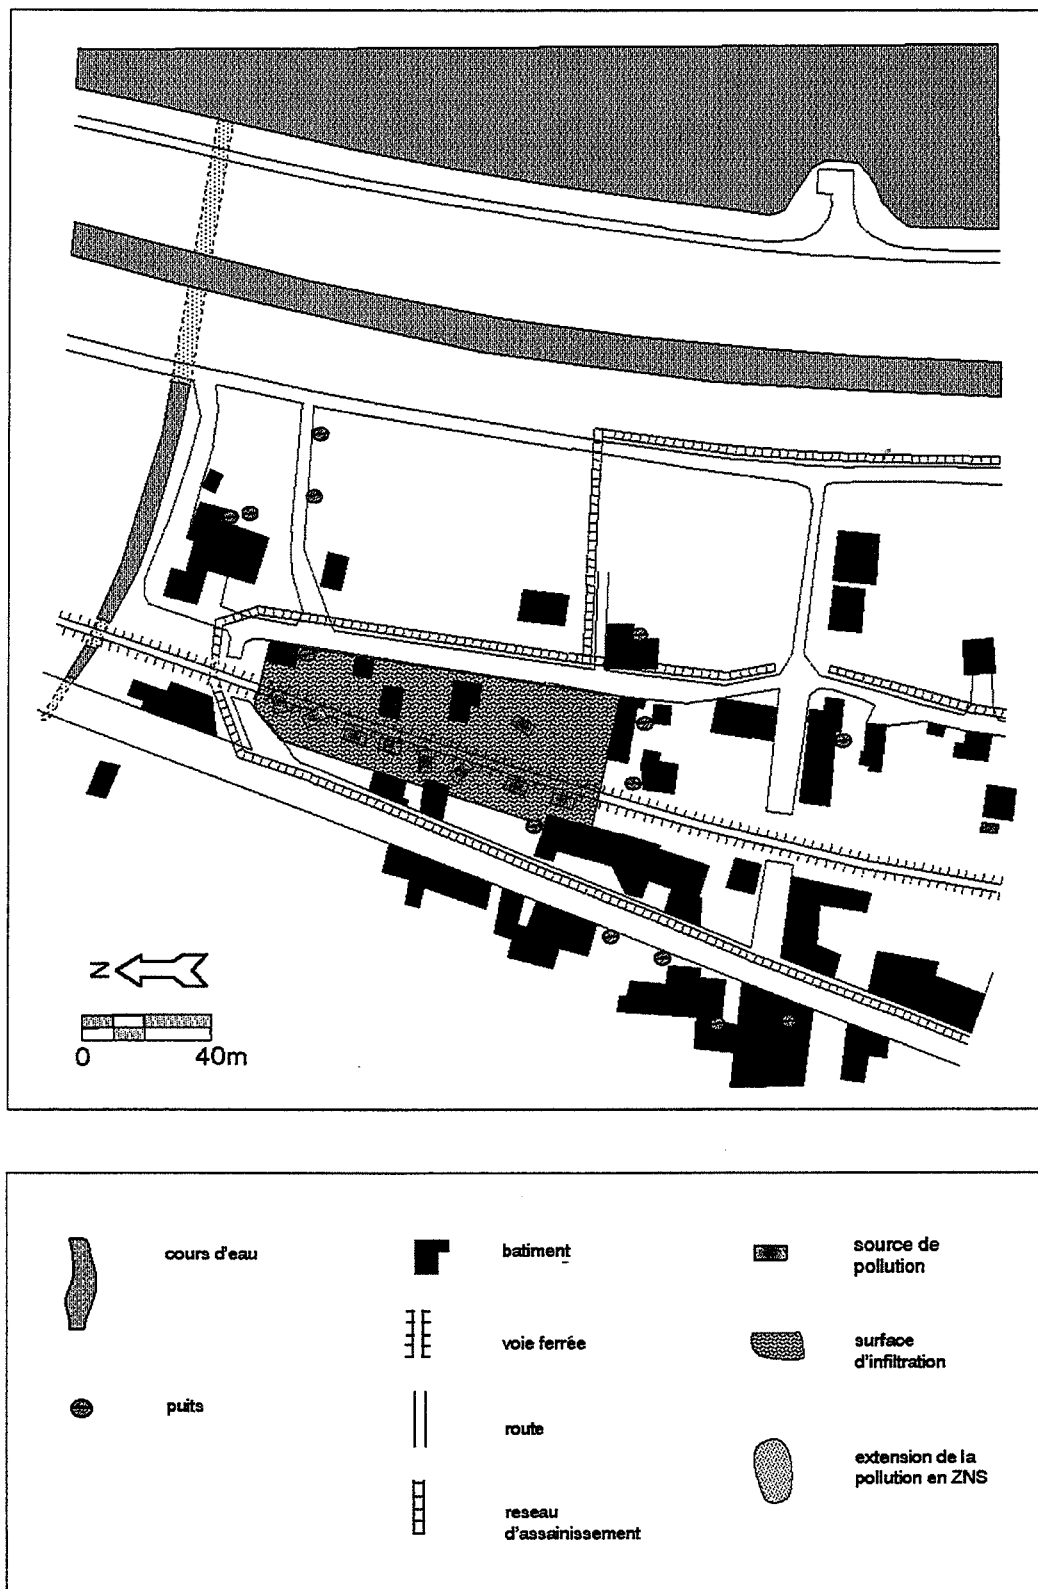 N
0 40m
cours d'eau
batiment
source de
pollution
voie ferrée
surface
d'infiltration
puits
route
extension de la
pollution en ZNS
reseau
d'assainissement